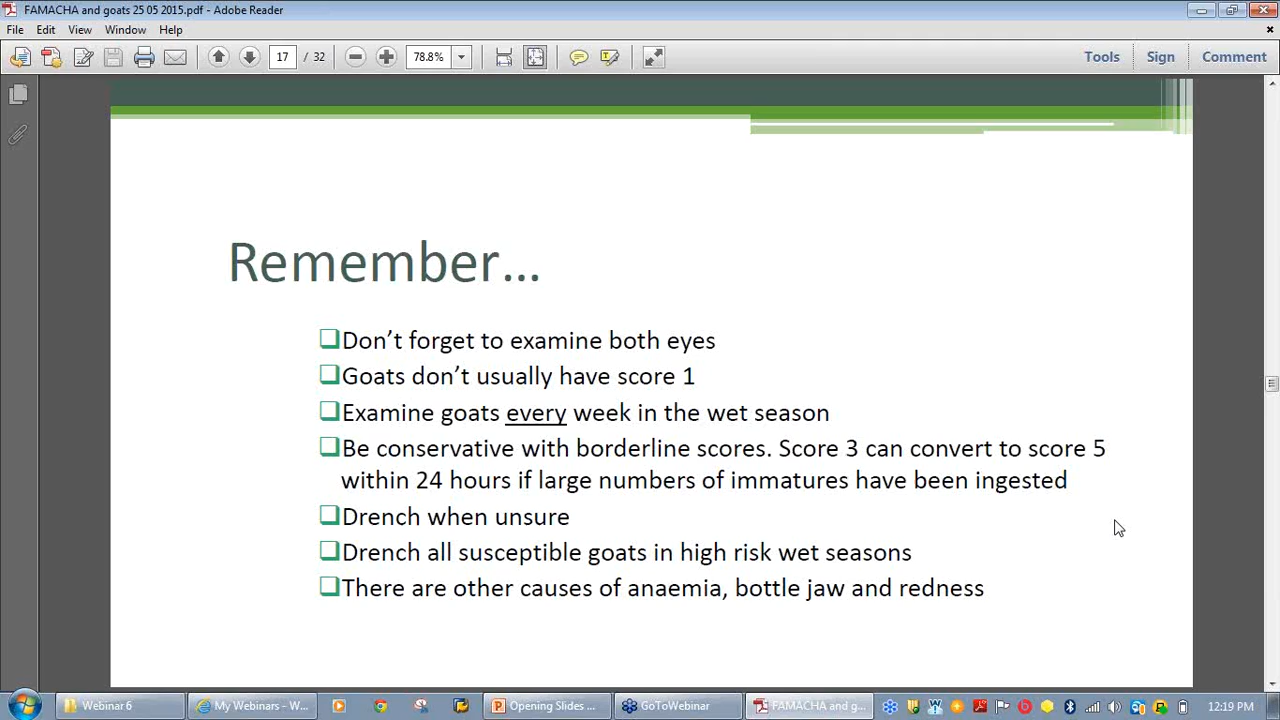 FAMACHA and goats 25 05 2015.pdf - Adobe Reader
File Edit View Window Help
17 / 32 78.8% Tools Sign Comment
Remember...
Don't forget to examine both eyes
Goats don't usually have score 1
Examine goats every week in the wet season
Be conservative with borderline scores. Score 3 can convert to score 5
within 24 hours if large numbers of immatures have been ingested
Drench when unsure
Drench all susceptible goats in high risk wet seasons
There are other causes of anaemia, bottle jaw and redness
Webinar 6 My Webinars - W... Opening Slides ... GoToWebinar FAMACHA and g... 12:19 PM